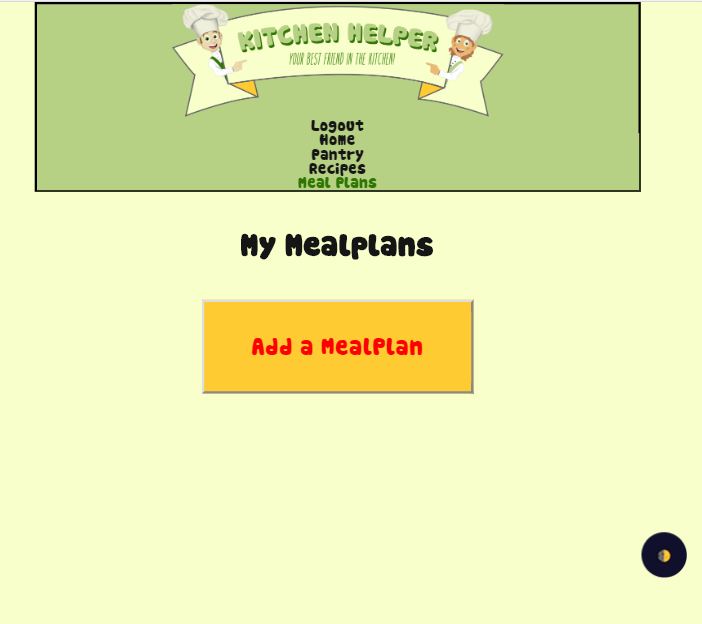 KITCHEN HELPER
YOUR BEST FRIEND IN THE KITCHEN!
Logout
Home
Pantry
Recipes
Meal Plans
My Mealplans
Add a MealPlan